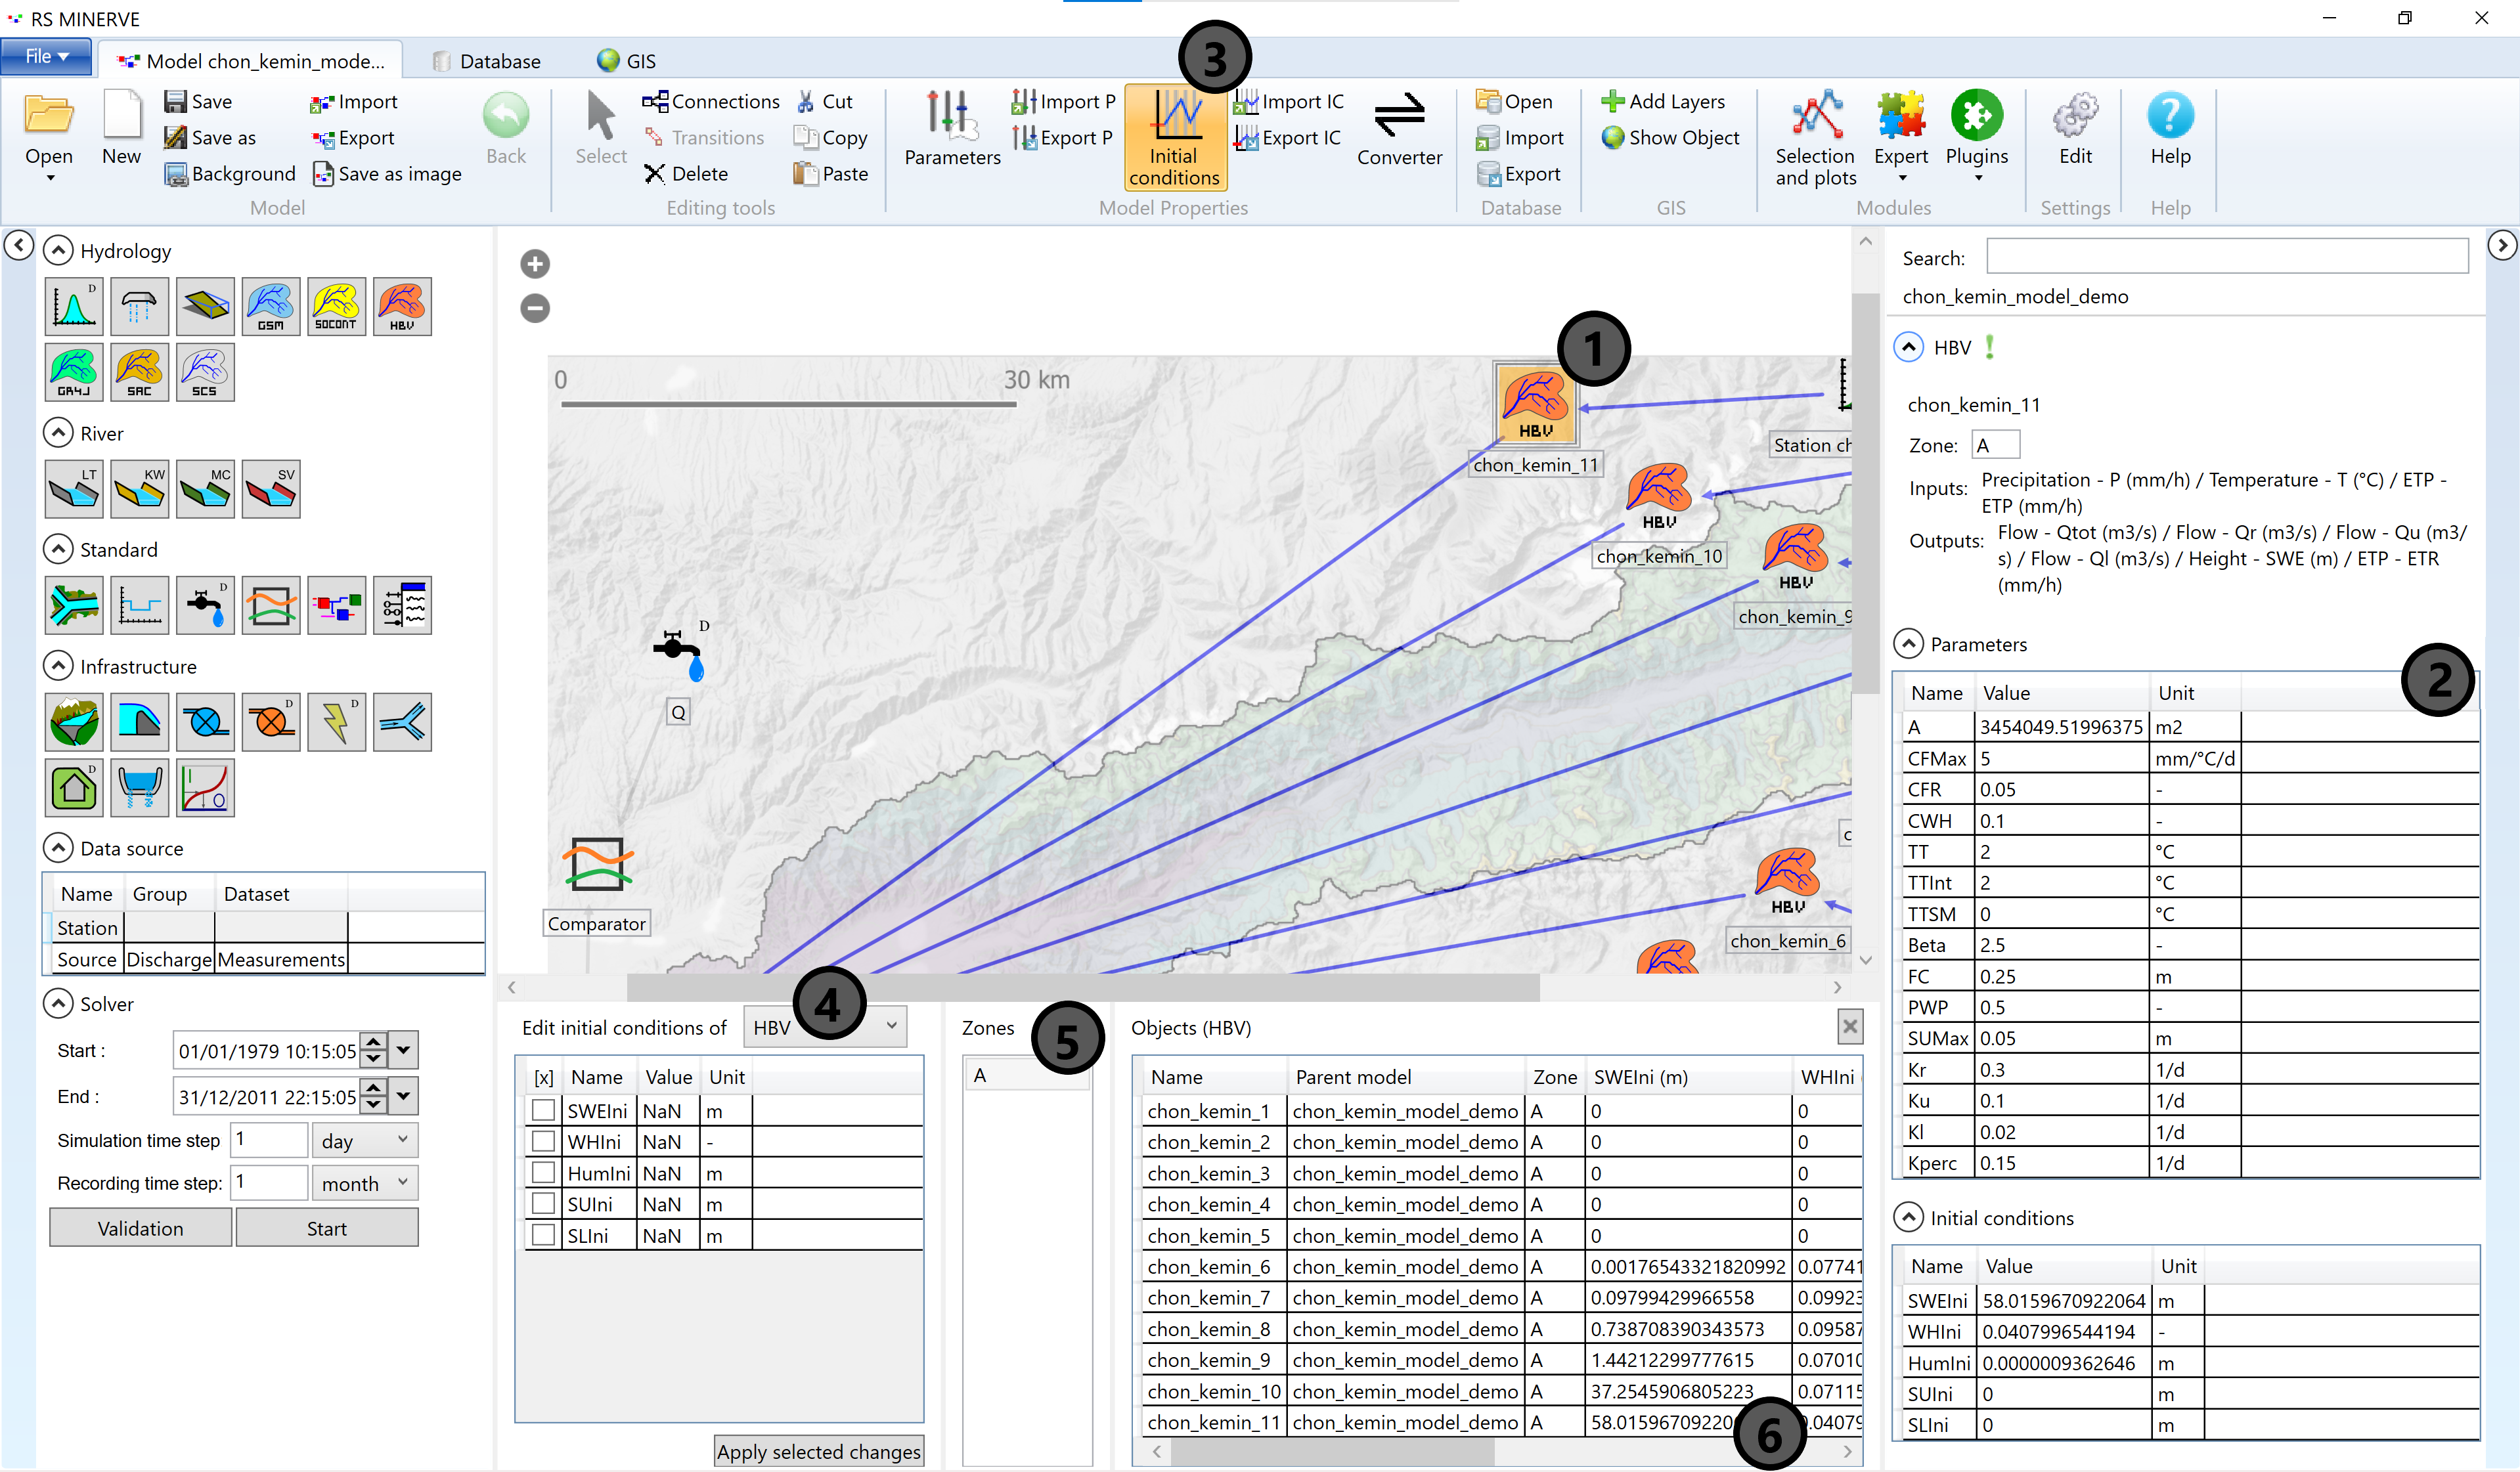 RS MINERVE
File
Model chon_kemin_mode...
Database
GIS
3
Open
New
Save
Save as
Background
Import
Export
Save as image
Back
Model
Select
Connections
Transitions
Delete
Cut
Copy
Paste
Editing tools
Parameters
Import P
Export P
Initial conditions
Import IC
Export IC
Converter
Model Properties
Open
Import
Export
Database
Add Layers
Show Object
GIS
Selection and plots
Expert
Plugins
Modules
Edit
Settings
Help
Help
Hydrology
D
GSM
SOCONT
HBV
GR4J
SAC
SCS
River
LT
KW
MC
SV
Standard
D
Infrastructure
D
D
D
I
O
Data source
Name Group Dataset
Station
Source Discharge Measurements
Solver
Start : 01/01/1979 10:15:05
End : 31/12/2011 22:15:05
Simulation time step 1 day
Recording time step: 1 month
Validation Start
0 30 km
1
HBV
chon_kemin_11
Station ch
HBV
chon_kemin_10
HBV
chon_kemin_9
D
Q
Comparator
HBV
chon_kemin_6
c
4
Edit initial conditions of HBV
[x] Name Value Unit
SWEIni NaN m
WHIni NaN -
HumIni NaN m
SUIni NaN m
SLIni NaN m
Apply selected changes
Zones
5
A
Objects (HBV)
Name Parent model Zone SWEIni (m) WHIni (
chon_kemin_1 chon_kemin_model_demo A 0 0
chon_kemin_2 chon_kemin_model_demo A 0 0
chon_kemin_3 chon_kemin_model_demo A 0 0
chon_kemin_4 chon_kemin_model_demo A 0 0
chon_kemin_5 chon_kemin_model_demo A 0 0
chon_kemin_6 chon_kemin_model_demo A 0.00176543321820992 0.07741
chon_kemin_7 chon_kemin_model_demo A 0.09799429966558 0.09923
chon_kemin_8 chon_kemin_model_demo A 0.738708390343573 0.09587
chon_kemin_9 chon_kemin_model_demo A 1.44212299777615 0.07010
chon_kemin_10 chon_kemin_model_demo A 37.2545906805223 0.07115
chon_kemin_11 chon_kemin_model_demo A 58.01596709220 0.04079
6
Search:
chon_kemin_model_demo
HBV
chon_kemin_11
Zone: A
Inputs: Precipitation - P (mm/h) / Temperature - T (°C) / ETP -
ETP (mm/h)
Outputs: Flow - Qtot (m3/s) / Flow - Qr (m3/s) / Flow - Qu (m3/
s) / Flow - Ql (m3/s) / Height - SWE (m) / ETP - ETR
(mm/h)
Parameters
2
Name Value Unit
A 3454049.51996375 m2
CFMax 5 mm/°C/d
CFR 0.05 -
CWH 0.1 -
TT 2 °C
TTInt 2 °C
TTSM 0 °C
Beta 2.5 -
FC 0.25 m
PWP 0.5 -
SUMax 0.05 m
Kr 0.3 1/d
Ku 0.1 1/d
Kl 0.02 1/d
Kperc 0.15 1/d
Initial conditions
Name Value Unit
SWEIni 58.0159670922064 m
WHIni 0.0407996544194 -
HumIni 0.0000009362646 m
SUIni 0 m
SLIni 0 m